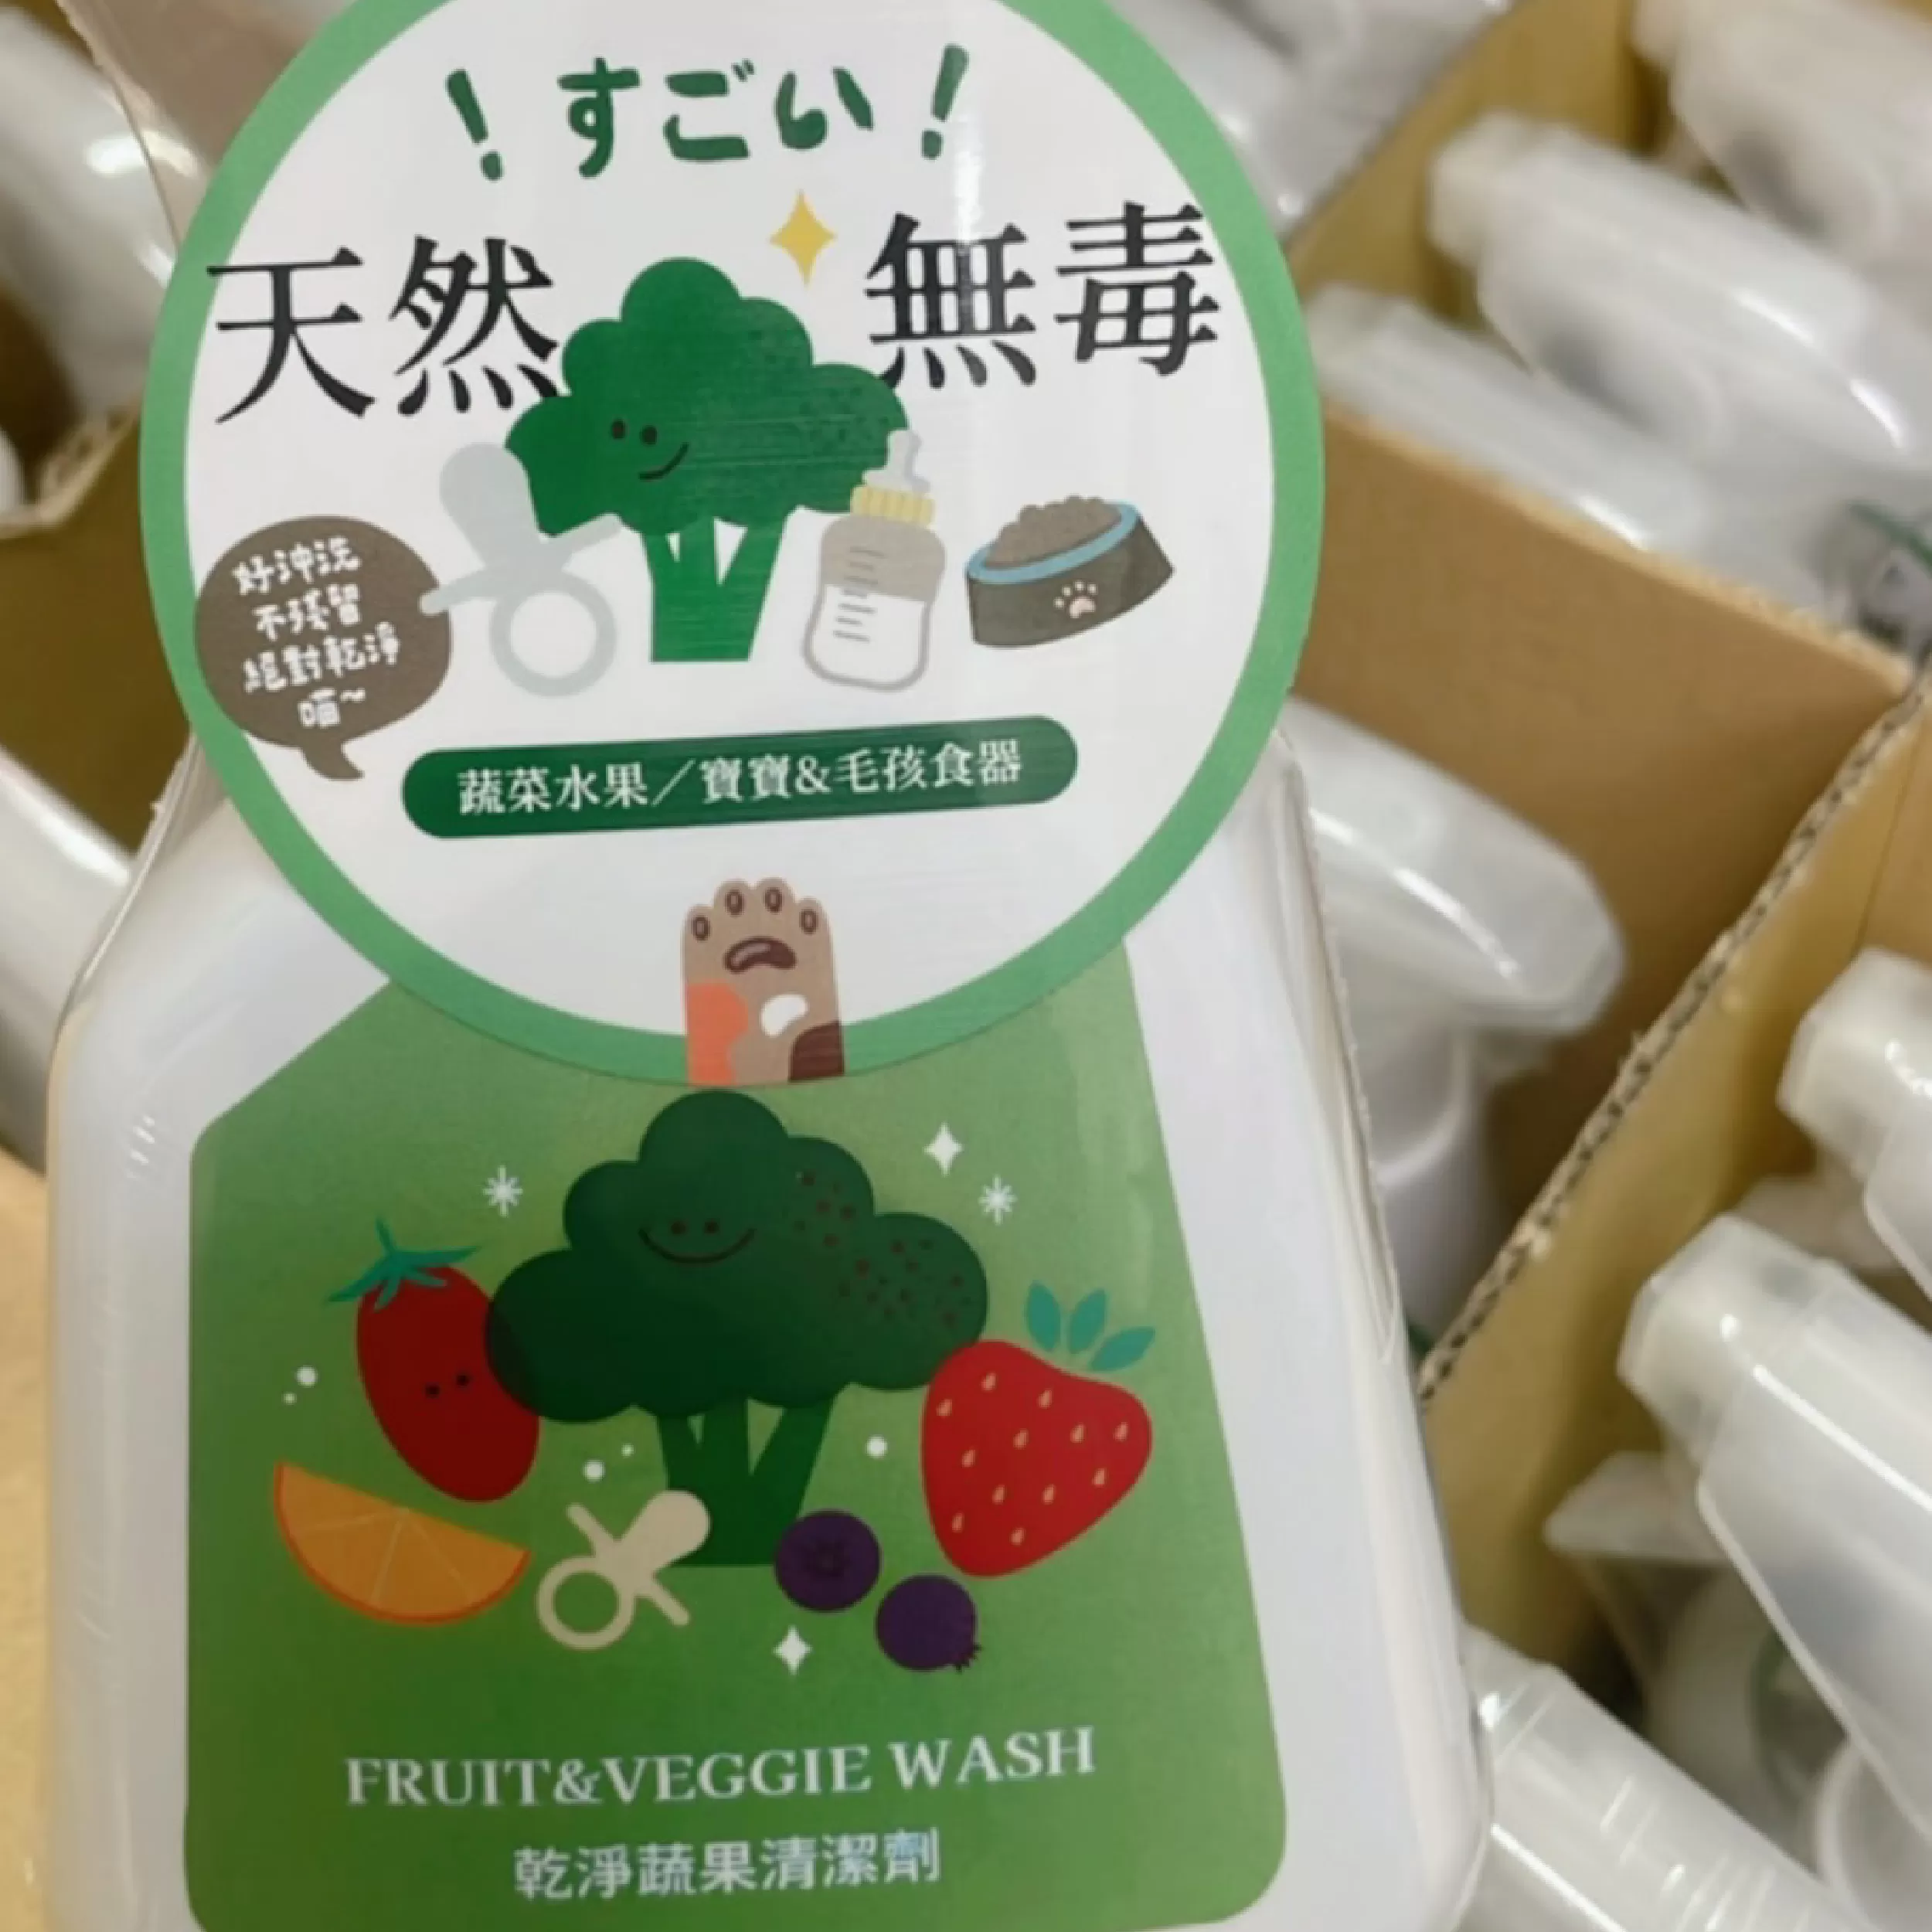 ！すごい！
天然 無毒
好沖洗
不殘留
絕對乾淨
喵~
蔬菜水果／寶寶&毛孩食器
FRUIT&VEGGIE WASH
乾淨蔬果清潔劑